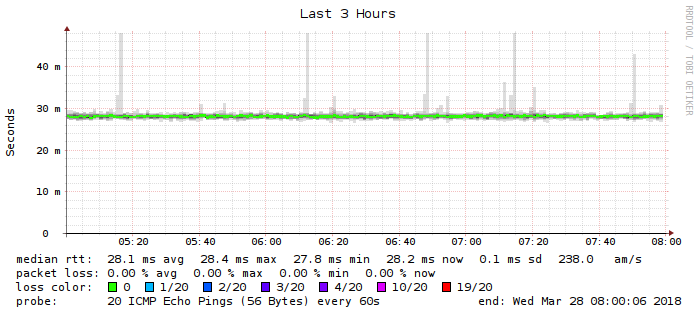 Last 3 Hours
RRDTOOL / TOBI OETIKER
Seconds
40 m
30 m
20 m
10 m
0
05:20 05:40 06:00 06:20 06:40 07:00 07:20 07:40 08:00
median rtt: 28.1 ms avg 28.4 ms max 27.8 ms min 28.2 ms now 0.1 ms sd 238.0 am/s
packet loss: 0.00 % avg 0.00 % max 0.00 % min 0.00 % now
loss color: 0 1/20 2/20 3/20 4/20 10/20 19/20
probe: 20 ICMP Echo Pings (56 Bytes) every 60s end: Wed Mar 28 08:00:06 2018